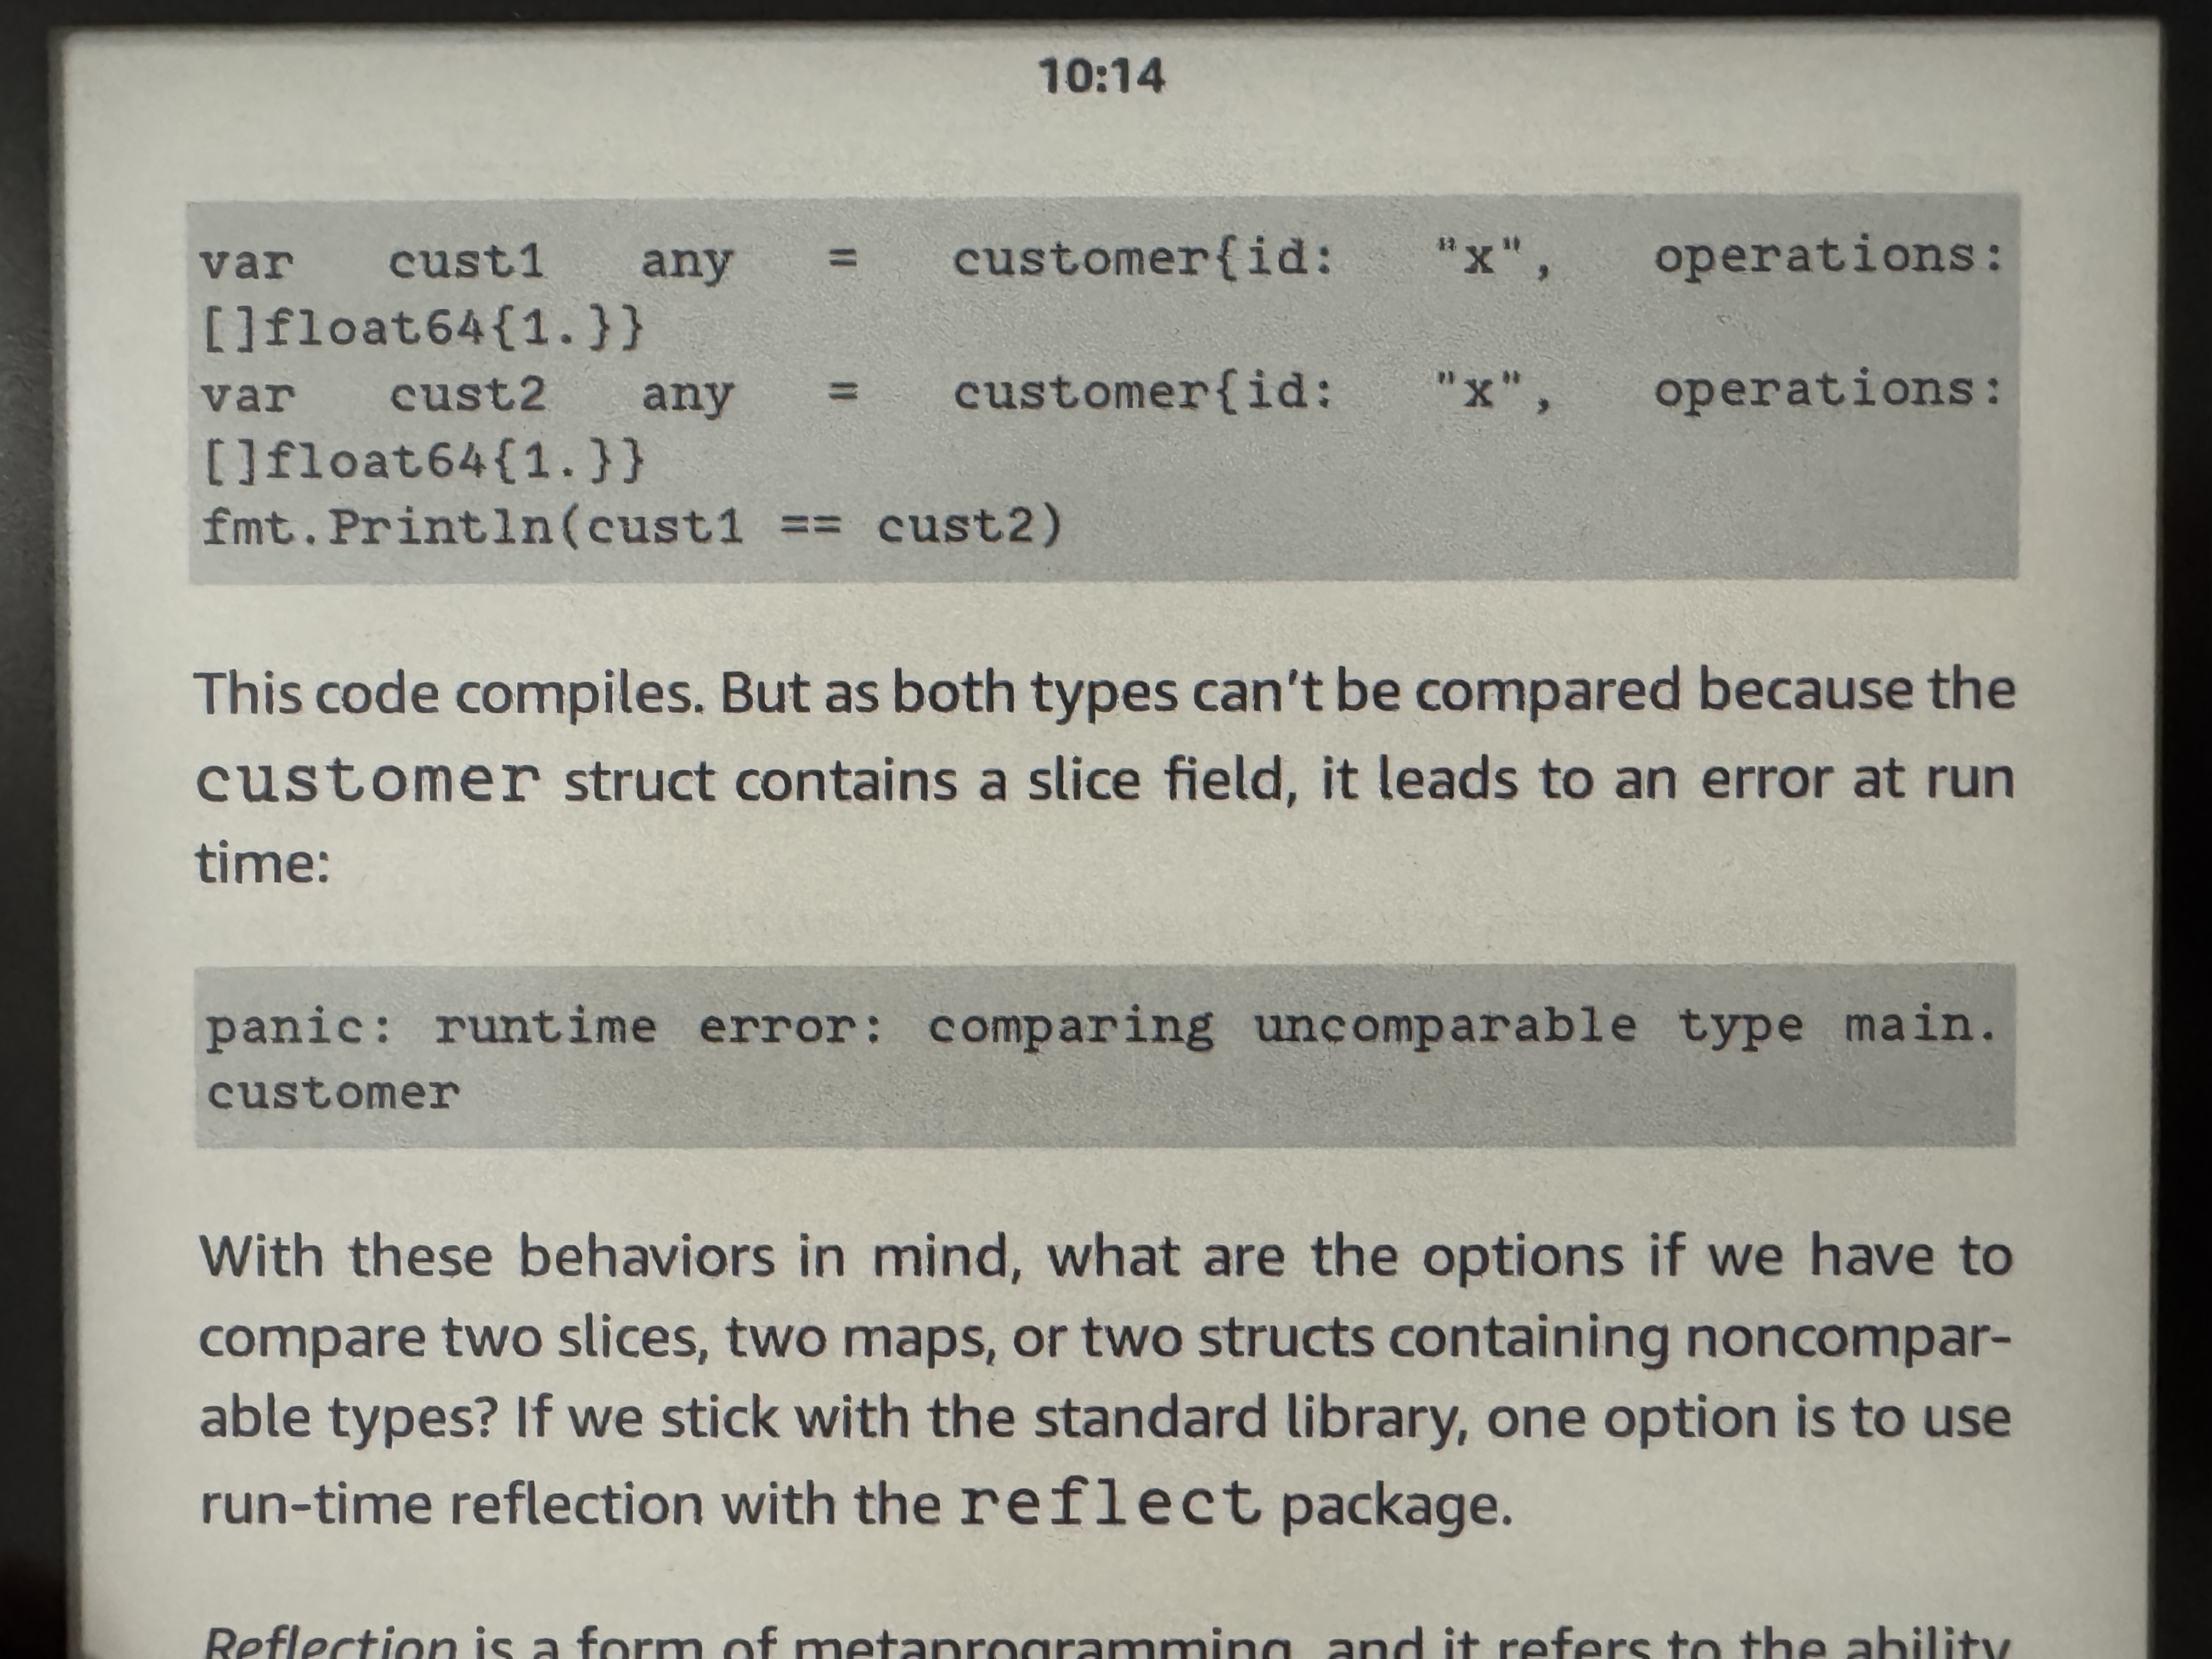 10:14
var cust1 any = customer{id: "x", operations:
[]float64{1.}}
var cust2 any = customer{id: "x", operations:
[]float64{1.}}
fmt.Println(cust1 == cust2)
This code compiles. But as both types can't be compared because the
customer struct contains a slice field, it leads to an error at run
time:
panic: runtime error: comparing uncomparable type main.
customer
With these behaviors in mind, what are the options if we have to
compare two slices, two maps, or two structs containing noncompar-
able types? If we stick with the standard library, one option is to use
run-time reflection with the reflect package.
Reflection is a form of metaprogramming, and it refers to the ability